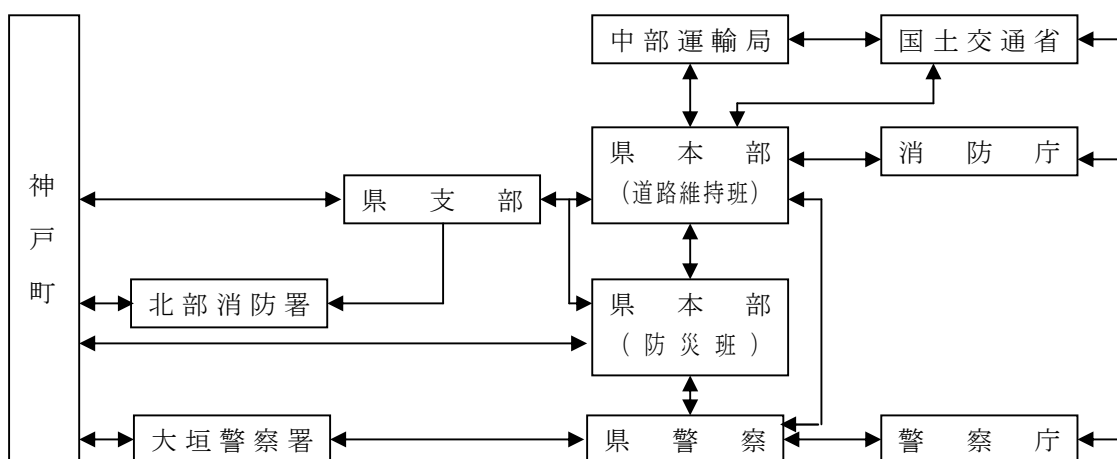 中部運輸局
国土交通省
県本部
(道路維持班)
消防庁
神戸町
県支部
北部消防署
県本部
(防災班)
大垣警察署
県警察
警察庁